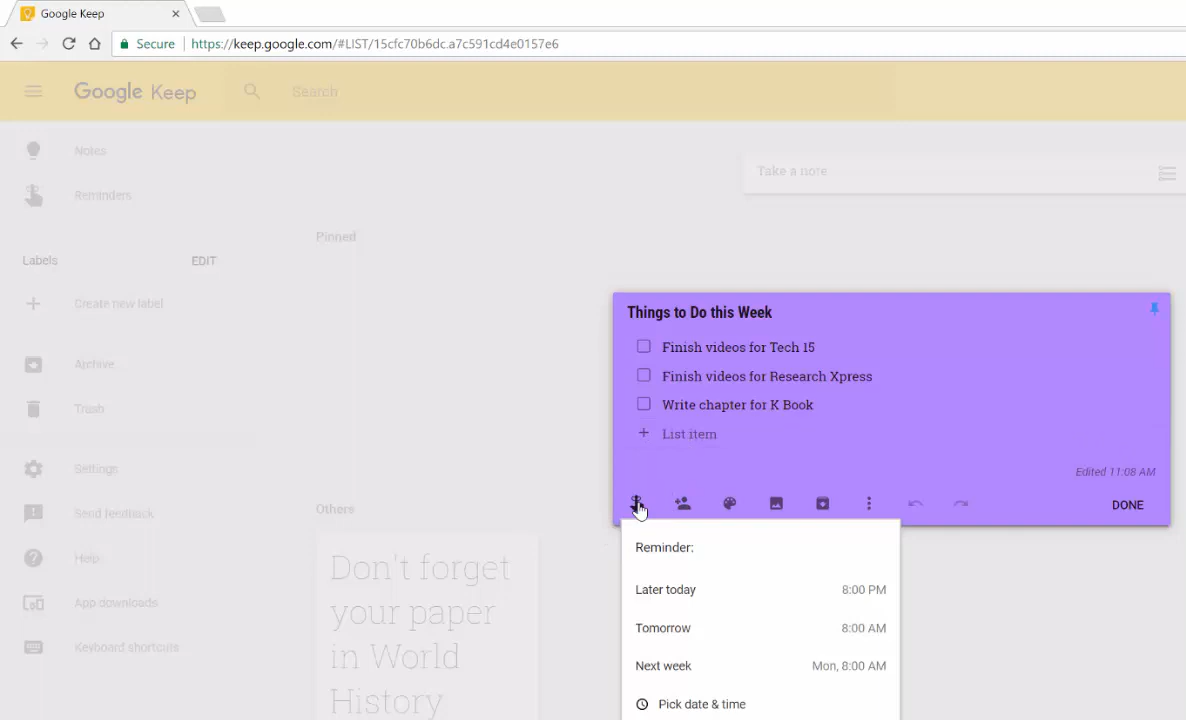 Google Keep
Secure https://keep.google.com/#LIST/15cfc70b6dc.a7c591cd4e0157e6
Google Keep
Search
Notes
Reminders
Labels EDIT
Create new label
Archive
Trash
Settings
Send feedback
Help
App downloads
Keyboard shortcuts
Take a note
Pinned
Things to Do this Week
Finish videos for Tech 15
Finish videos for Research Xpress
Write chapter for K Book
+ List item
Edited 11:08 AM
DONE
Reminder:
Later today 8:00 PM
Tomorrow 8:00 AM
Next week Mon, 8:00 AM
Pick date & time
Others
Don't forget
your paper
in World
History